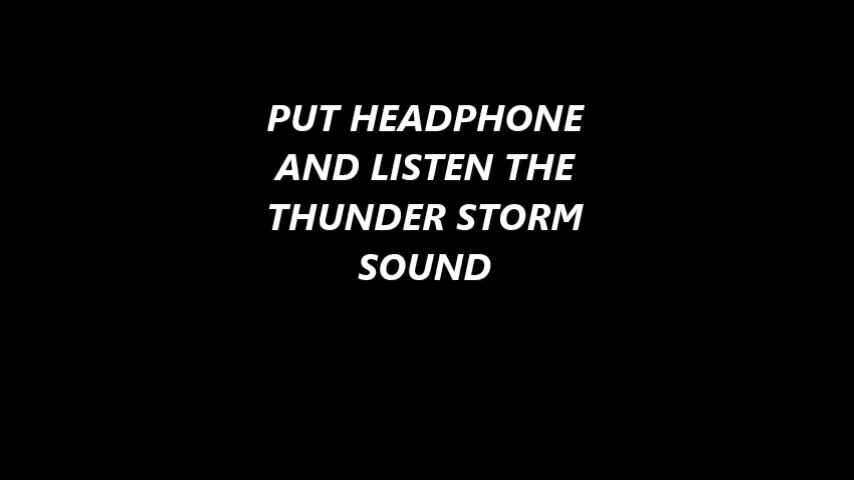 PUT HEADPHONE
AND LISTEN THE
THUNDER STORM
SOUND